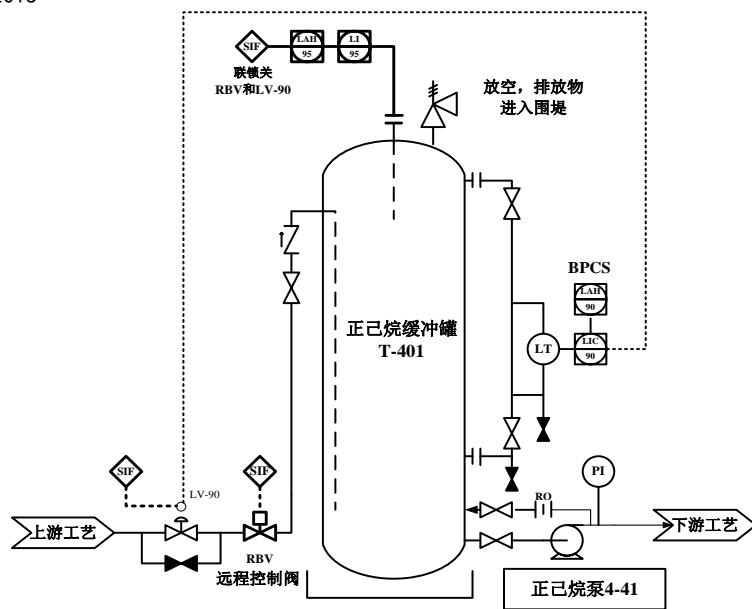 SIF
LAH
95
LI
95
联锁关
RBV和LV-90
放空，排放物
进入围堤
BPCS
LAH
90
LT
LIC
90
正己烷缓冲罐
T-401
SIF
LV-90
SIF
上游工艺
RBV
远程控制阀
RO
PI
下游工艺
正己烷泵4-41